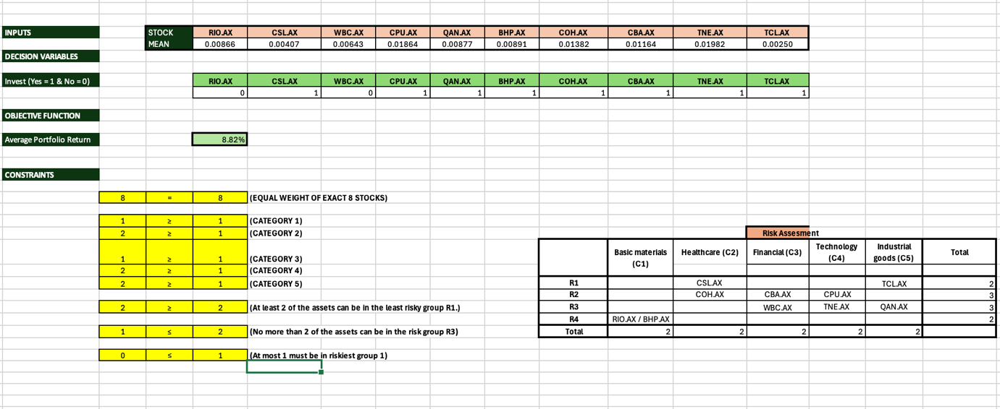 INPUTS STOCK RIO.AX CSL.AX WBC.AX CPU.AX QAN.AX BHP.AX COH.AX CBA.AX TNE.AX TCL.AX
MEAN 0.00866 0.00407 0.00643 0.01864 0.00877 0.00891 0.01382 0.01164 0.01982 0.00250
DECISION VARIABLES
Invest (Yes = 1 & No = 0) RIO.AX CSL.AX WBC.AX CPU.AX QAN.AX BHP.AX COH.AX CBA.AX TNE.AX TCL.AX
0 1 0 1 1 1 1 1 1 1
OBJECTIVE FUNCTION
Average Portfolio Return 8.82%
CONSTRAINTS
8 = 8 (EQUAL WEIGHT OF EXACT 8 STOCKS)
1 ≥ 1 (CATEGORY 1)
2 ≥ 1 (CATEGORY 2)
1 ≥ 1 (CATEGORY 3)
2 ≥ 1 (CATEGORY 4)
2 ≥ 1 (CATEGORY 5)
2 ≥ 2 (At least 2 of the assets can be in the least risky group R1.)
1 ≤ 2 (No more than 2 of the assets can be in the risk group R3)
0 ≤ 1 (At most 1 must be in riskiest group 1)
Risk Assesment
Basic materials (C1) Healthcare (C2) Financial (C3) Technology (C4) Industrial goods (C5) Total
R1 CSL.AX TCL.AX 2
R2 COH.AX CBA.AX CPU.AX 3
R3 WBC.AX TNE.AX QAN.AX 3
R4 RIO.AX / BHP.AX 2
Total 2 2 2 2 2